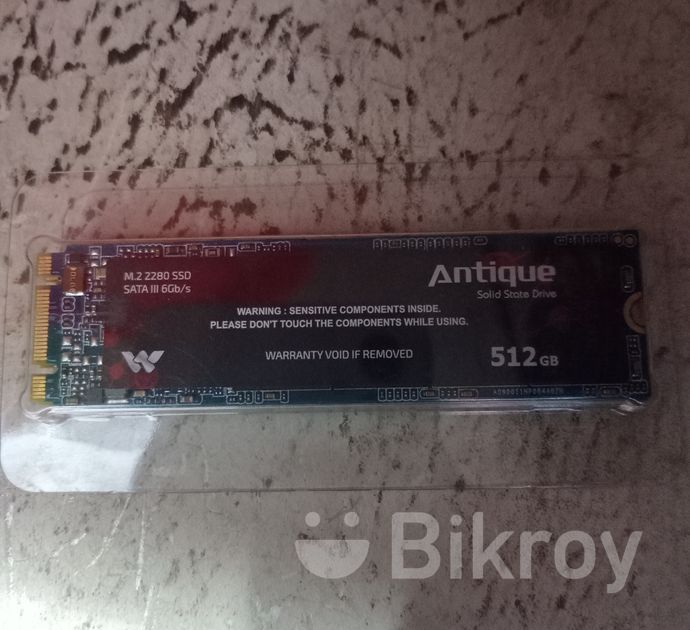 M.2 2280 SSD
SATA III 6Gb/s
Antique
Solid State Drive
WARNING : SENSITIVE COMPONENTS INSIDE.
PLEASE DON'T TOUCH THE COMPONENTS WHILE USING.
WARRANTY VOID IF REMOVED
512GB
Bikroy